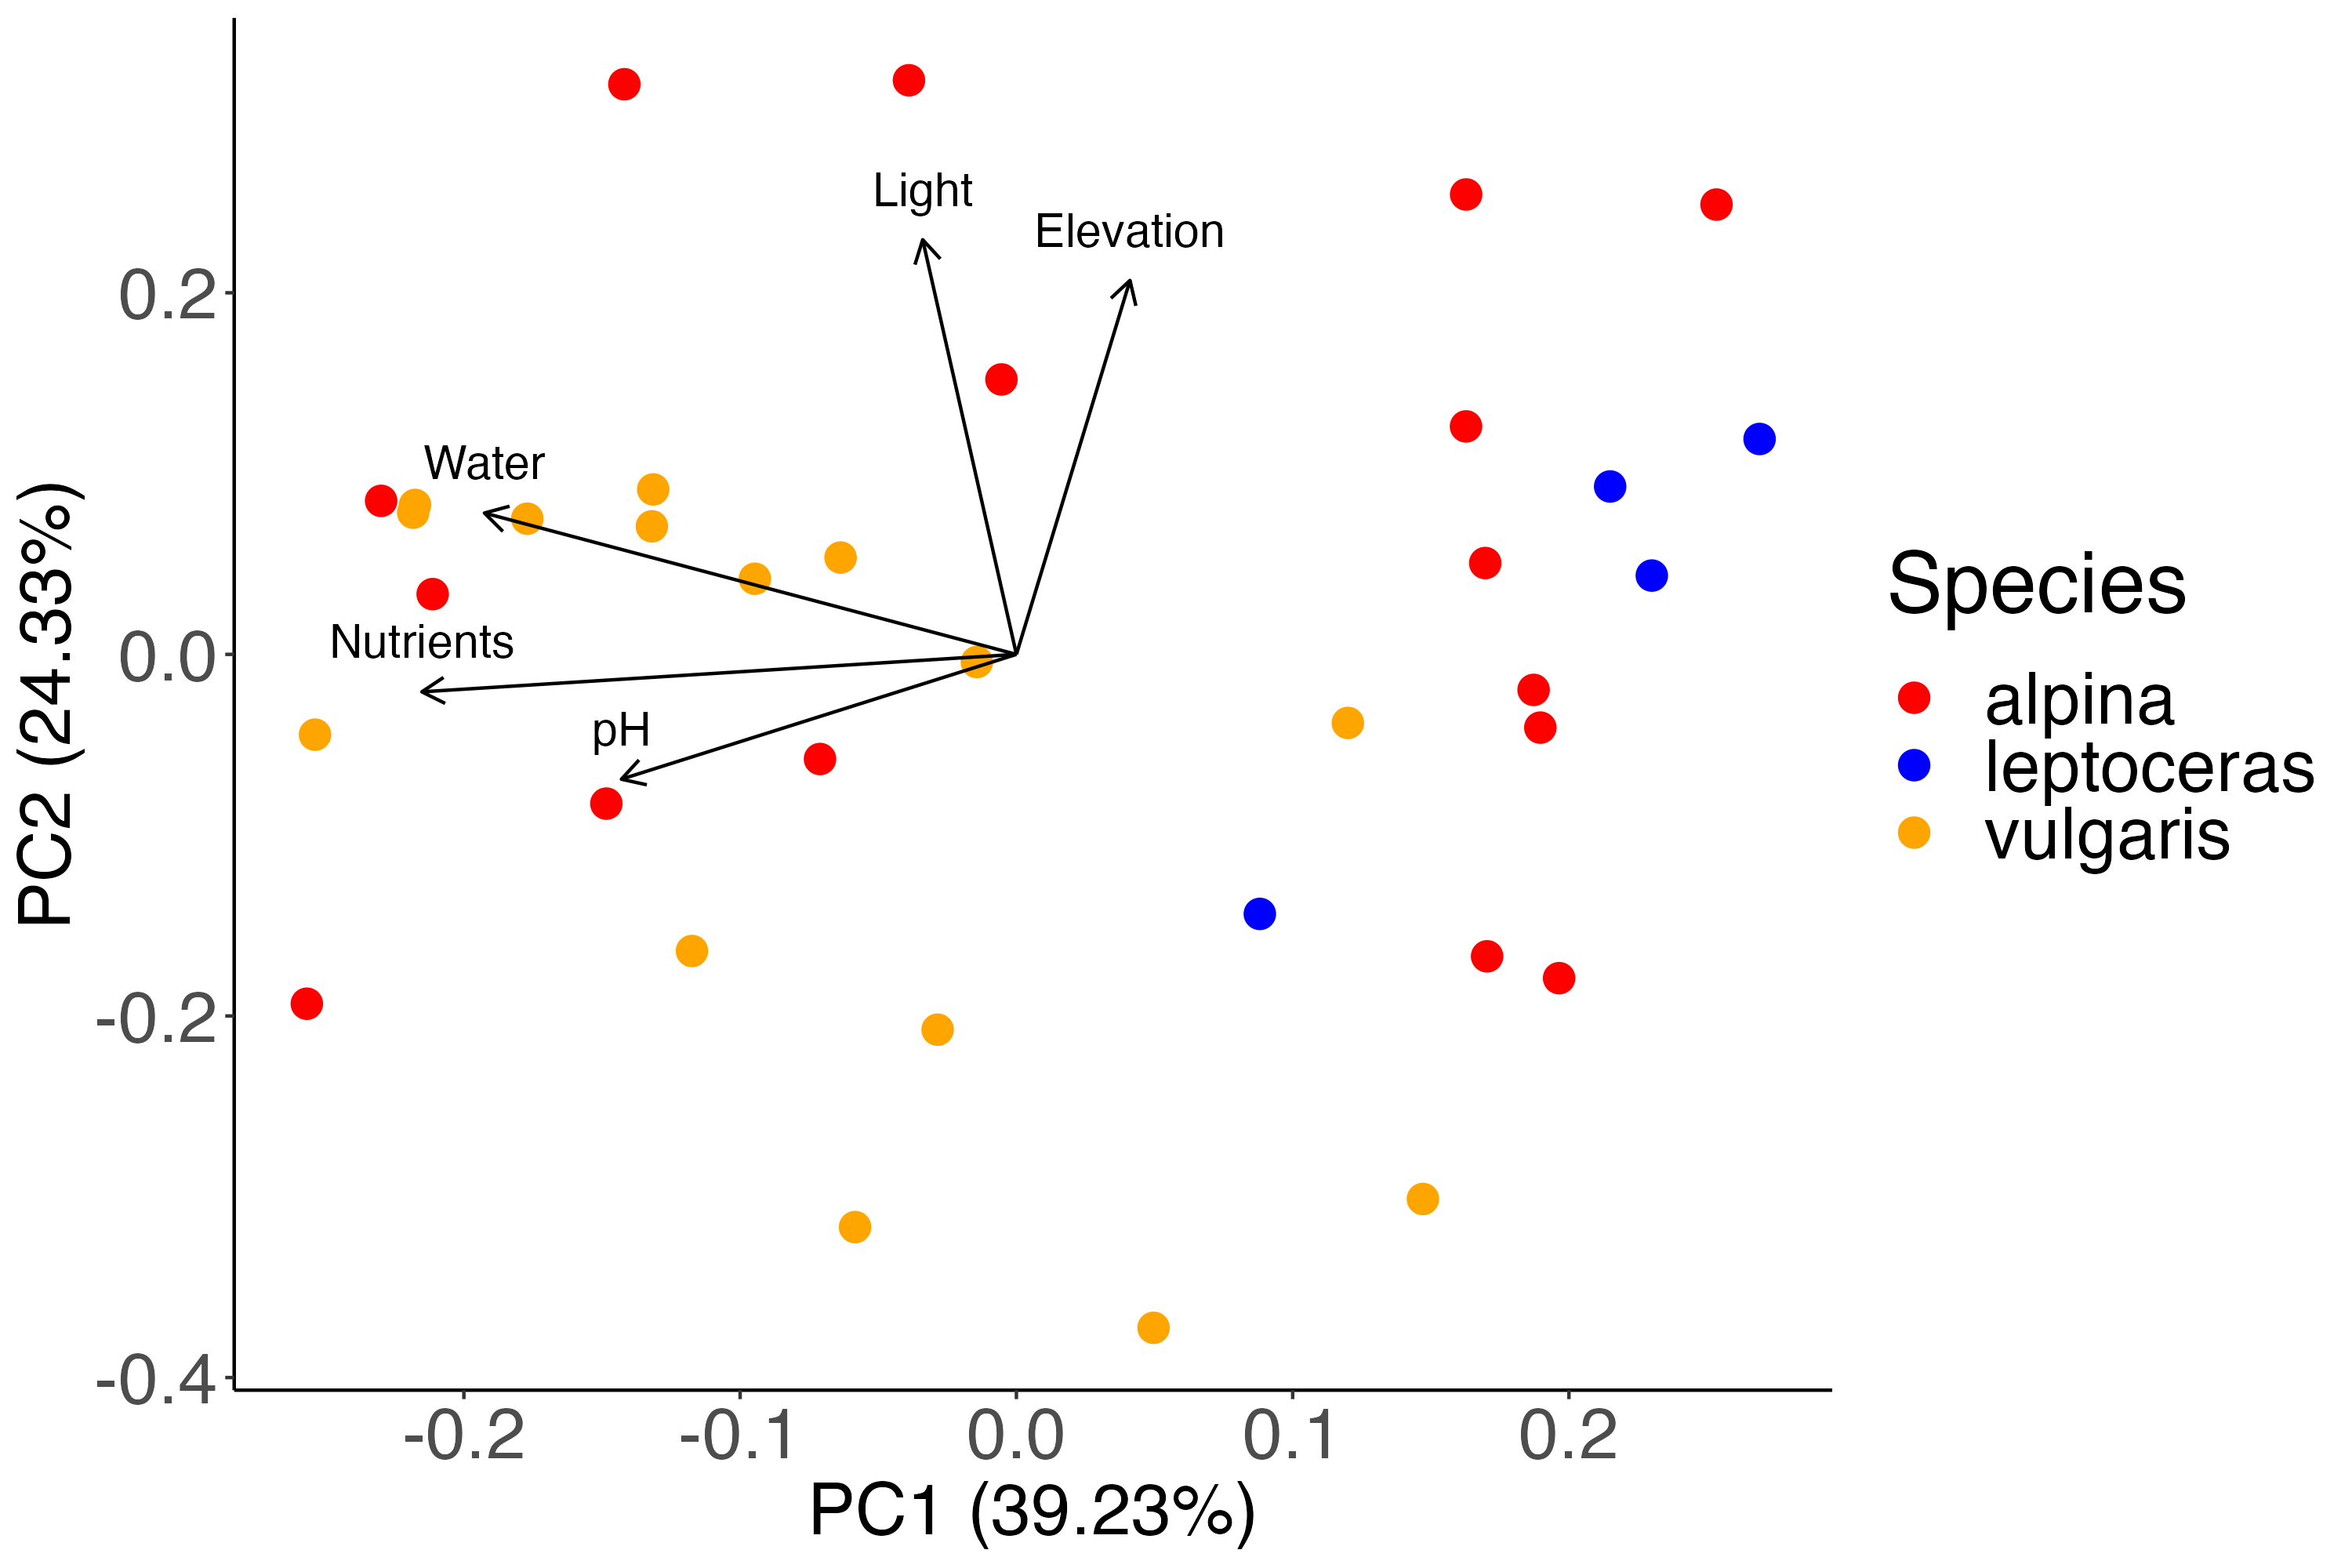 Light
Elevation
Water
Nutrients
pH
0.2
0.0
-0.2
-0.4
PC2 (24.33%)
-0.2
-0.1
0.0
0.1
0.2
PC1 (39.23%)
Species
alpina
leptoceras
vulgaris